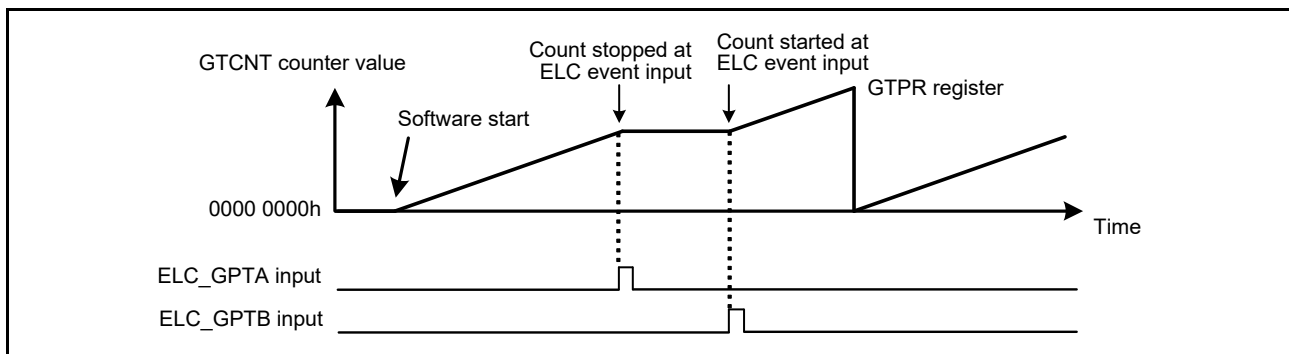 GTCNT counter value
Software start
Count stopped at
ELC event input
Count started at
ELC event input
GTPR register
0000 0000h
Time
ELC_GPTA input
ELC_GPTB input